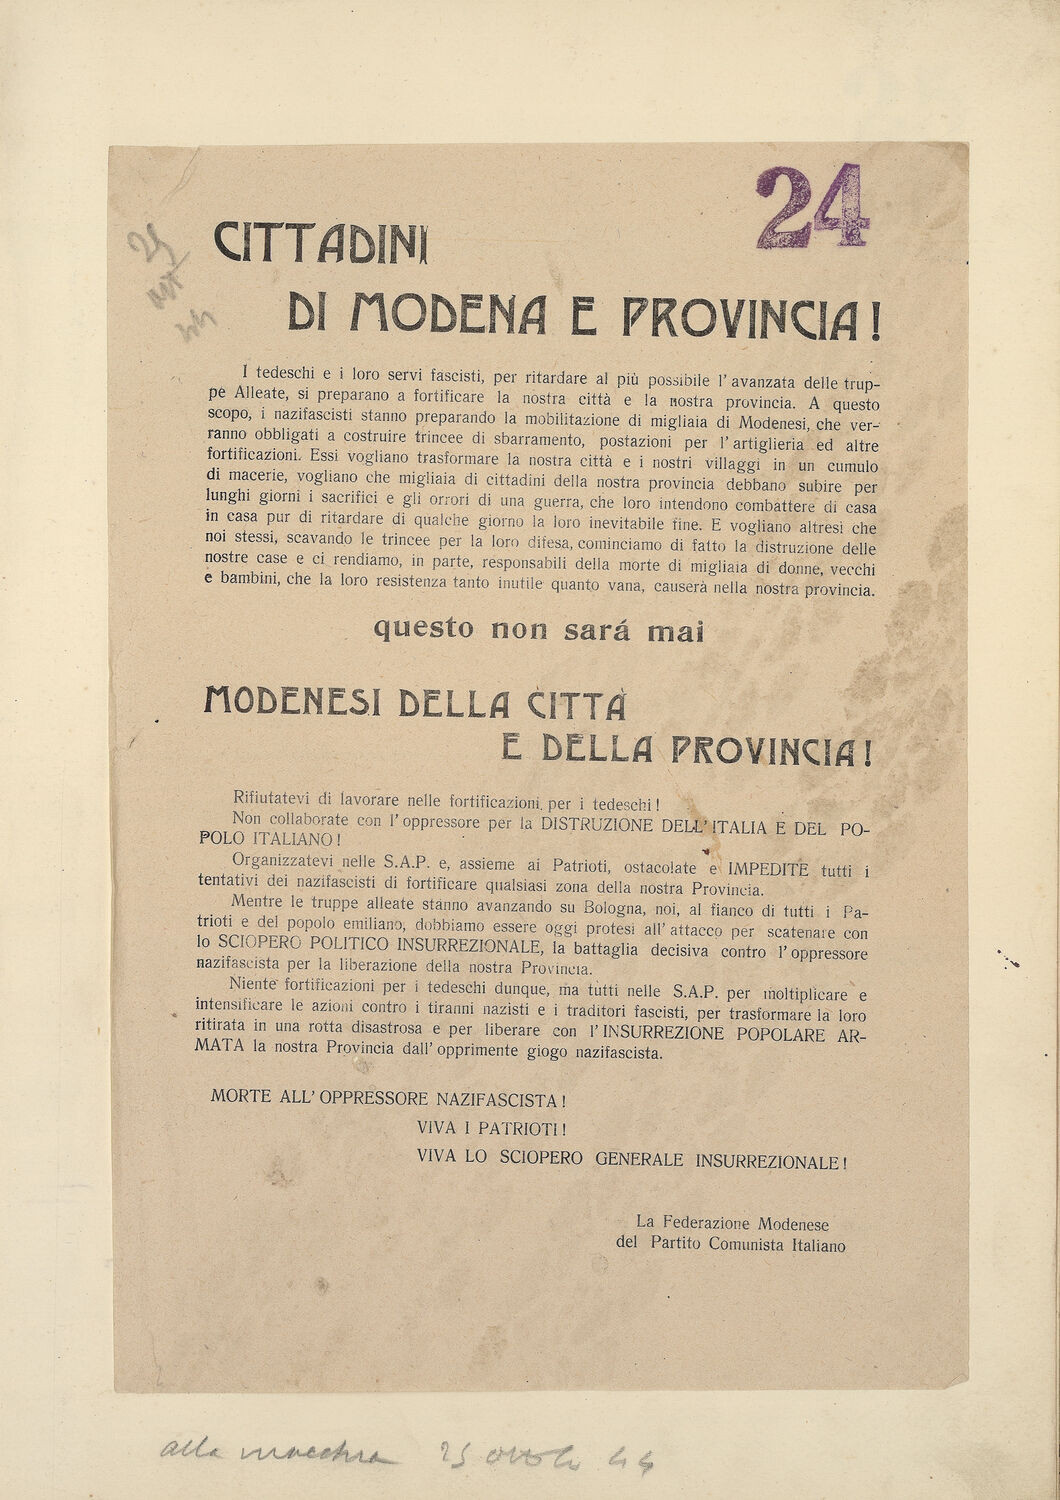 24
CITTADINI
DI MODENA E PROVINCIA!
I tedeschi e i loro servi fascisti, per ritardare al più possibile l'avanzata delle trup-
pe Alleate, si preparano a fortificare la nostra città e la nostra provincia. A questo
scopo, i nazifascisti stanno preparando la mobilitazione di migliaia di Modenesi, che ver-
ranno obbligati a costruire trincee di sbarramento, postazioni per l'artiglieria ed altre
fortificazioni. Essi vogliano trasformare la nostra città e i nostri villaggi in un cumulo
di macerie, vogliano che migliaia di cittadini della nostra provincia debbano subire per
lunghi giorni i sacrifici e gli orrori di una guerra, che loro intendono combattere di casa
in casa pur di ritardare di qualche giorno la loro inevitabile fine. E vogliano altresi che
noi stessi, scavando le trincee per la loro difesa, cominciamo di fatto la distruzione delle
nostre case e ci rendiamo, in parte, responsabili della morte di migliaia di donne, vecchi
e bambini, che la loro resistenza tanto inutile quanto vana, causerà nella nostra provincia.
questo non sará mai
MODENESI DELLA CITTÀ
E DELLA PROVINCIA!
Rifiutatevi di lavorare nelle fortificazioni per i tedeschi!
Non collaborate con l'oppressore per la DISTRUZIONE DELL'ITALIA E DEL PO-
POLO ITALIANO!
Organizzatevi nelle S.A.P. e, assieme ai Patrioti, ostacolate e IMPEDITE tutti i
tentativi dei nazifascisti di fortificare qualsiasi zona della nostra Provincia.
Mentre le truppe alleate stanno avanzando su Bologna, noi, al fianco di tutti i Pa-
trioti e del popolo emiliano, dobbiamo essere oggi protesi all'attacco per scatenare con
lo SCIOPERO POLITICO INSURREZIONALE, la battaglia decisiva contro l'oppressore
nazifascista per la liberazione della nostra Provincia.
Niente fortificazioni per i tedeschi dunque, ma tutti nelle S.A.P. per moltiplicare e
intensificare le azioni contro i tiranni nazisti e i traditori fascisti, per trasformare la loro
ritirata in una rotta disastrosa e per liberare con l'INSURREZIONE POPOLARE AR-
MATA la nostra Provincia dall'opprimente giogo nazifascista.
MORTE ALL'OPPRESSORE NAZIFASCISTA!
VIVA I PATRIOTI!
VIVA LO SCIOPERO GENERALE INSURREZIONALE!
La Federazione Modenese
del Partito Comunista Italiano
alla macchia 25 44